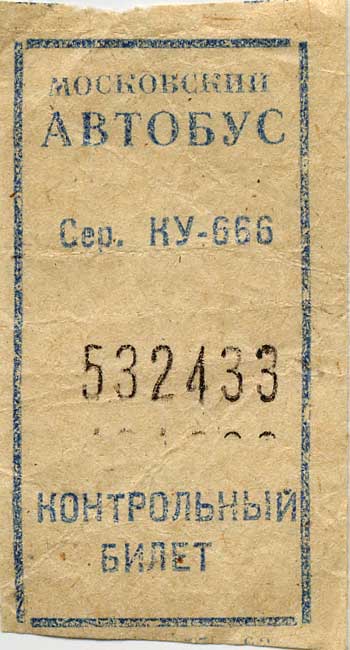 МОСКОВСКИЙ
АВТОБУС
Сер. КУ-666
532433
КОНТРОЛЬНЫЙ
БИЛЕТ